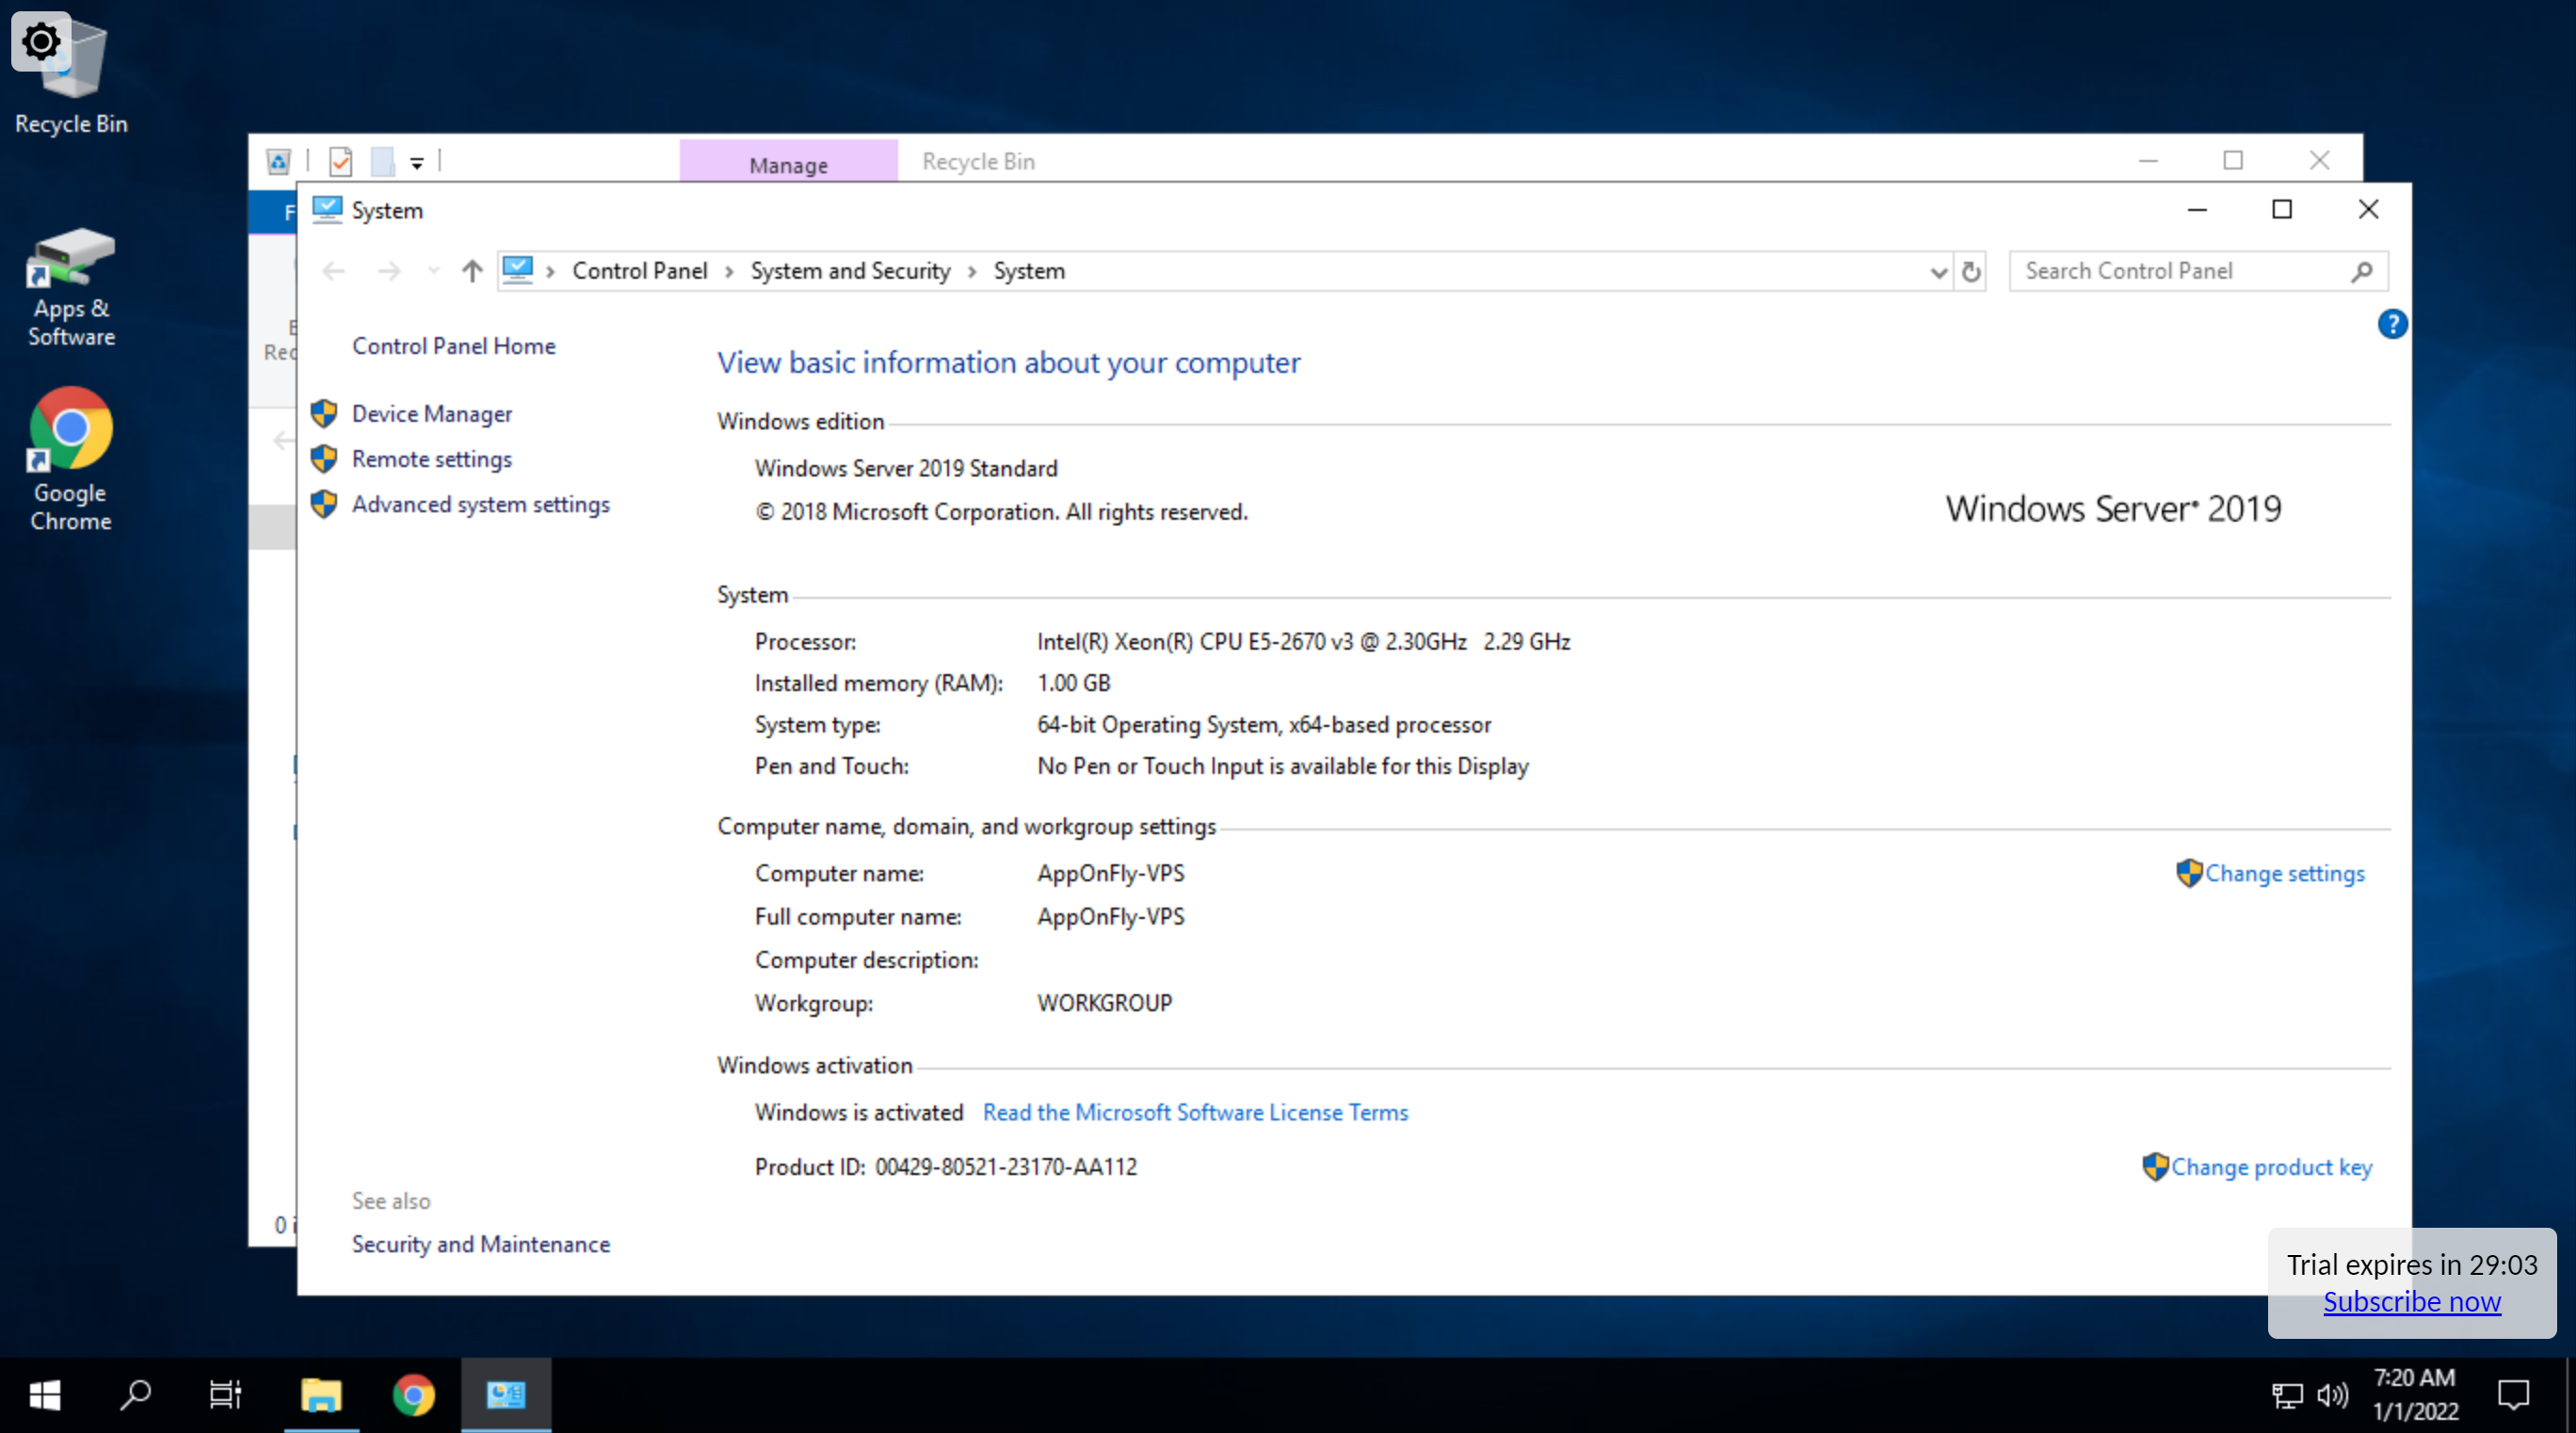 Recycle Bin
Apps &
Software
Google
Chrome
Manage
Recycle Bin
System
Control Panel
System and Security
System
Search Control Panel
Control Panel Home
Device Manager
Remote settings
Advanced system settings
See also
Security and Maintenance
View basic information about your computer
Windows edition
Windows Server 2019 Standard
© 2018 Microsoft Corporation. All rights reserved.
Windows Server 2019
System
Processor: Intel(R) Xeon(R) CPU E5-2670 v3 @ 2.30GHz 2.29 GHz
Installed memory (RAM): 1.00 GB
System type: 64-bit Operating System, x64-based processor
Pen and Touch: No Pen or Touch Input is available for this Display
Computer name, domain, and workgroup settings
Computer name: AppOnFly-VPS
Change settings
Full computer name: AppOnFly-VPS
Computer description:
Workgroup: WORKGROUP
Windows activation
Windows is activated Read the Microsoft Software License Terms
Product ID: 00429-80521-23170-AA112
Change product key
Trial expires in 29:03
Subscribe now
7:20 AM
1/1/2022